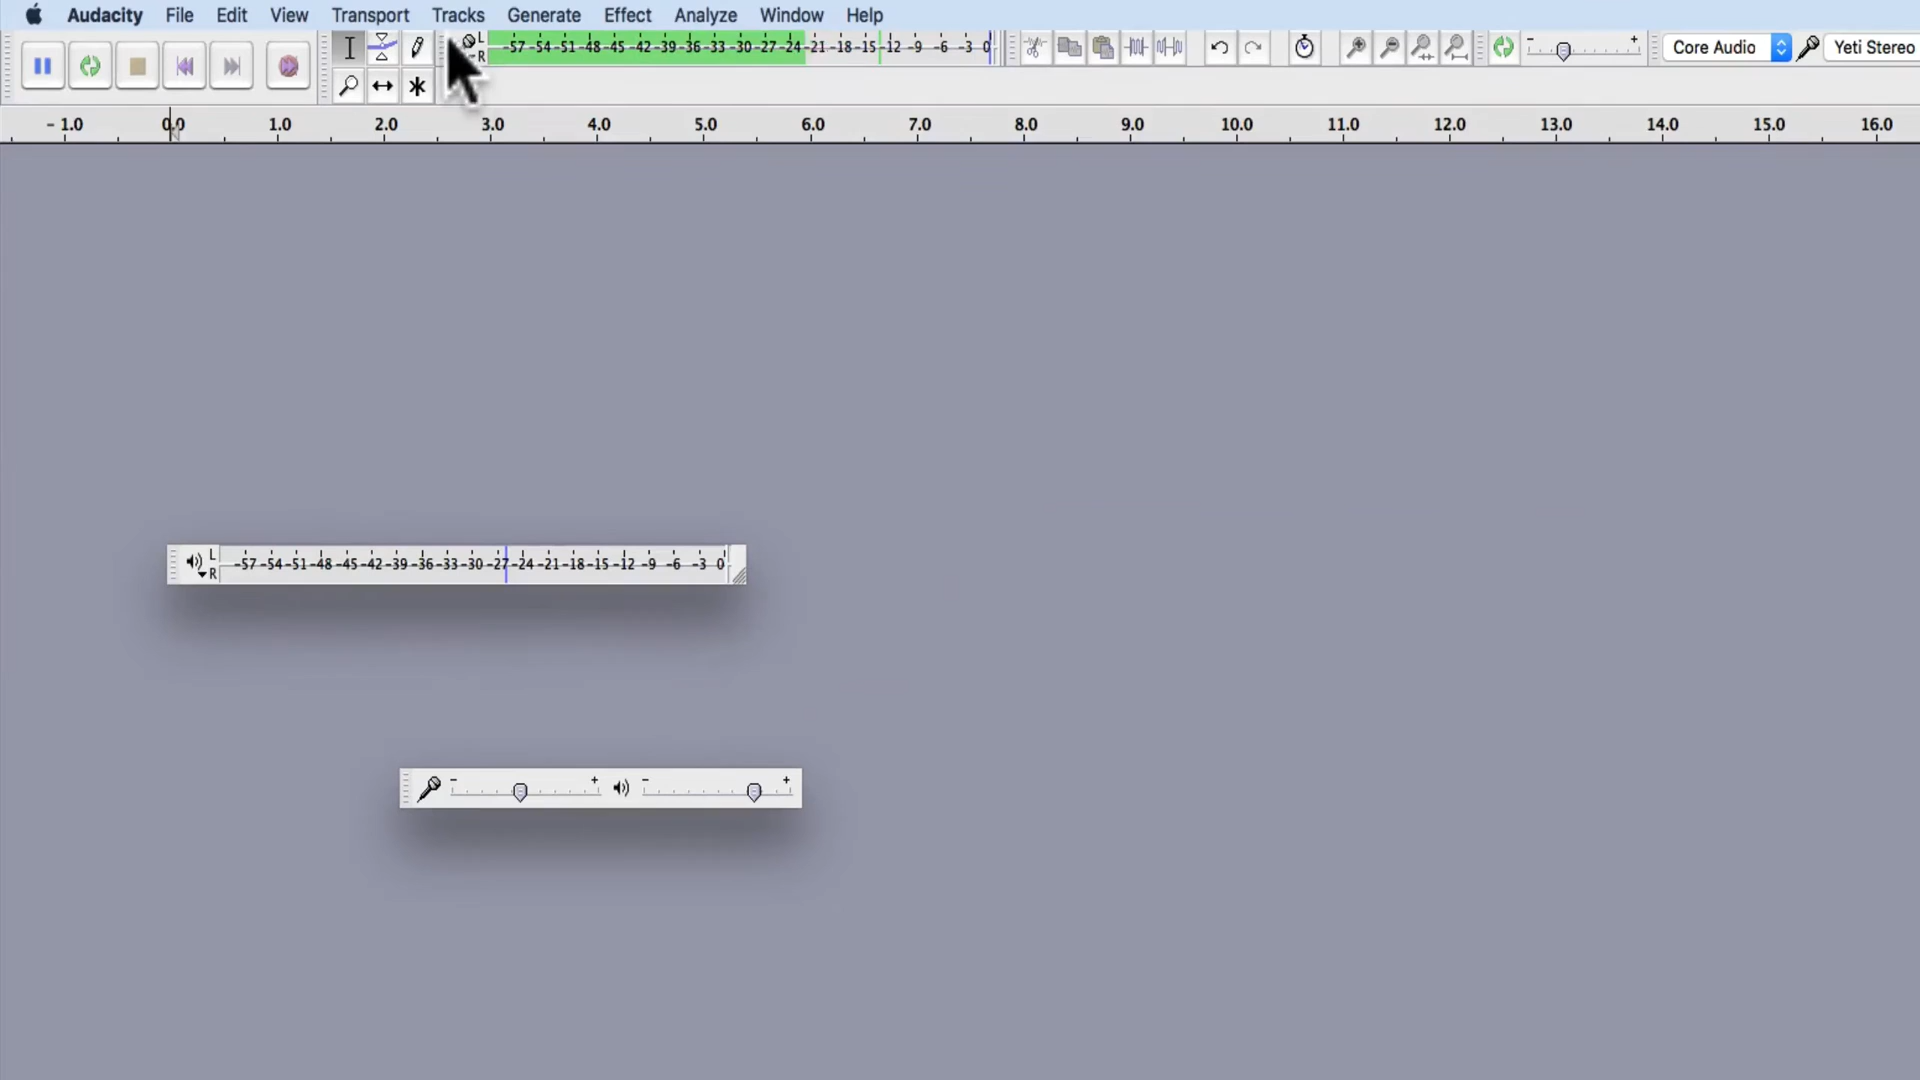 Audacity File Edit View Transport Tracks Generate Effect Analyze Window Help
L -57 -54 -51 -48 -45 -42 -39 -36 -33 -30 -27 -24 -21 -18 -15 -12 -9 -6 -3 0 Core Audio Yeti Stereo
R
- 1.0 0.0 1.0 2.0 3.0 4.0 5.0 6.0 7.0 8.0 9.0 10.0 11.0 12.0 13.0 14.0 15.0 16.0
L
-57 -54 -51 -48 -45 -42 -39 -36 -33 -30 -27 -24 -21 -18 -15 -12 -9 -6 -3 0
R
- + - +